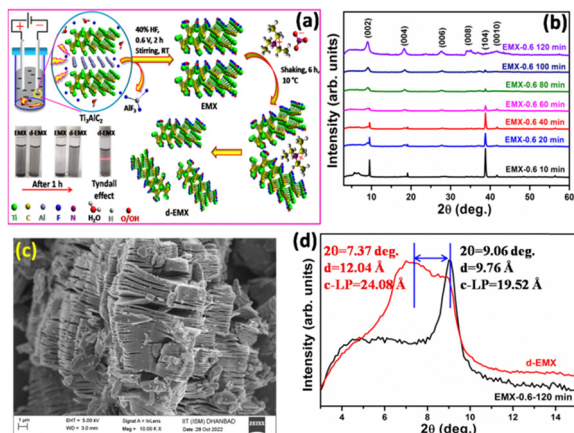 (a)
40% HF,
0.6 V, 2 h
Stirring, RT
Ti₃AlC₂
AlF₃
EMX
Shaking, 6 h,
10 °C
EMX d-EMX EMX d-EMX d-EMX
After 1 h
Tyndall
effect
d-EMX
Ti C Al F N H₂O H O/OH
(b)
Intensity (arb. units)
(002) (004) (008) (008) (104) (0010)
EMX-0.6 120 min
EMX-0.6 100 min
EMX-0.6 80 min
EMX-0.6 60 min
EMX-0.6 40 min
EMX-0.6 20 min
EMX-0.6 10 min
10 20 30 40 50 60
2θ (deg.)
(c)
1 µm
EHT = 5.00 kV
WD = 3.0 mm
Signal A = InLens
Mag = 10.00 K X
IIT (ISM) DHANBAD
Date :28 Oct 2022
ZEISS
(d)
Intensity (arb. units)
2θ=7.37 deg.
d=12.04 Å
c-LP=24.08 Å
2θ=9.06 deg.
d=9.76 Å
c-LP=19.52 Å
d-EMX
EMX-0.6-120 min
4 6 8 10 12 14
2θ (deg.)